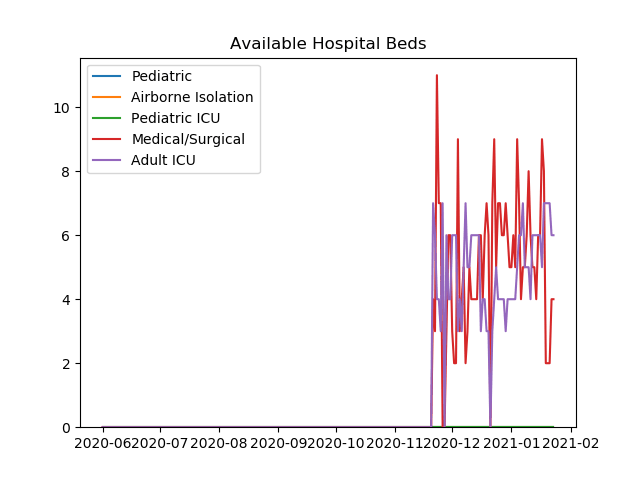 Available Hospital Beds
Pediatric
Airborne Isolation
Pediatric ICU
Medical/Surgical
Adult ICU
10
8
6
4
2
0
2020-06 2020-07 2020-08 2020-09 2020-10 2020-11 2020-12 2021-01 2021-02